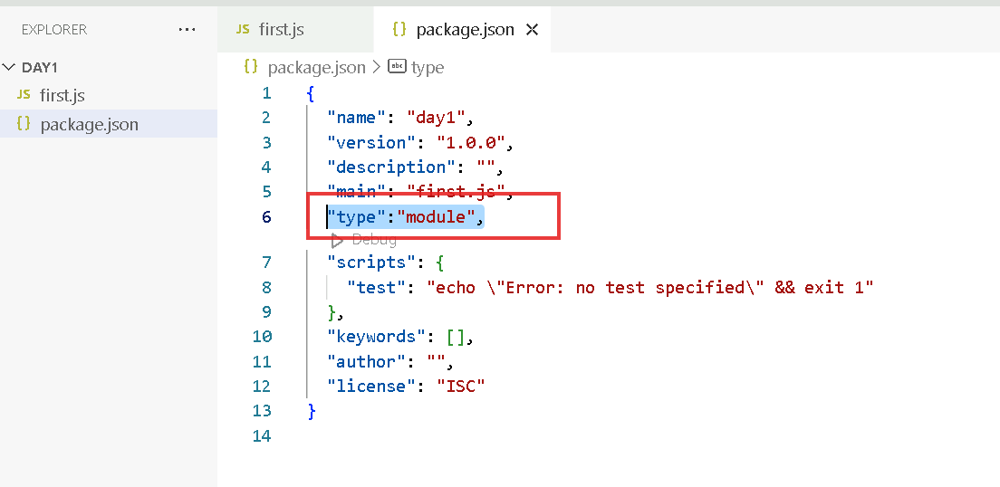 EXPLORER ...
JS first.js
{} package.json ×
DAY1
JS first.js
{} package.json
{} package.json > abc type
1 {
2 "name": "day1",
3 "version": "1.0.0",
4 "description": "",
5 "main": "first.js",
6 "type":"module",
Debug
7 "scripts": {
8 "test": "echo \"Error: no test specified\" && exit 1"
9 },
10 "keywords": [],
11 "author": "",
12 "license": "ISC"
13 }
14